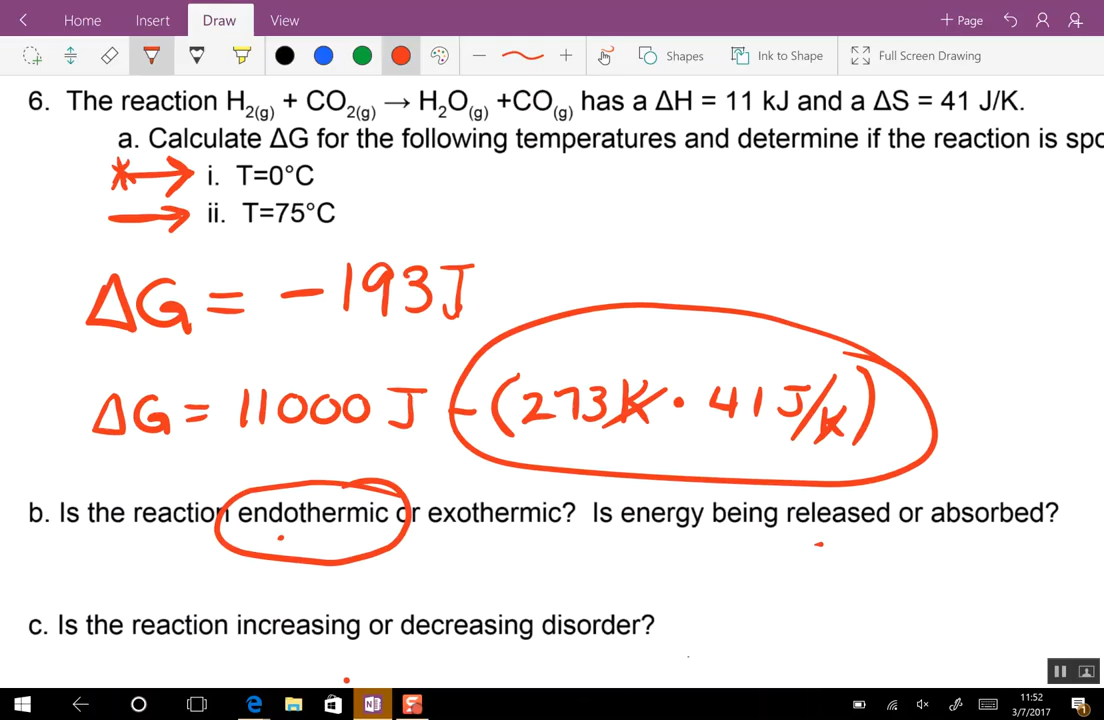 Home Insert Draw View + Page
Shapes Ink to Shape Full Screen Drawing
6. The reaction H2(g) + CO2(g) → H2O(g) +CO(g) has a ΔH = 11 kJ and a ΔS = 41 J/K.
a. Calculate ΔG for the following temperatures and determine if the reaction is spo
i. T=0°C
ii. T=75°C
ΔG = -193J
ΔG = 11000 J - (273K · 41 J/K)
b. Is the reaction endothermic or exothermic? Is energy being released or absorbed?
c. Is the reaction increasing or decreasing disorder?
11:52
3/7/2017